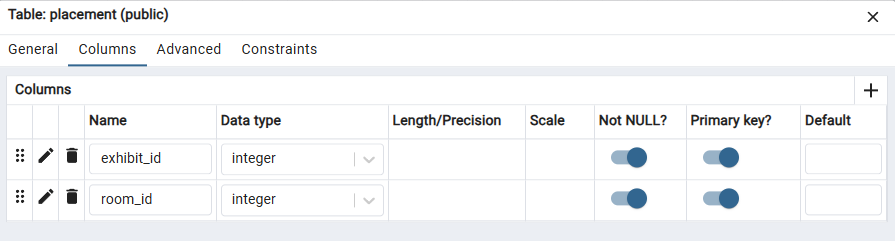 Table: placement (public)
General Columns Advanced Constraints
Columns
Name Data type Length/Precision Scale Not NULL? Primary key? Default
exhibit_id integer
room_id integer